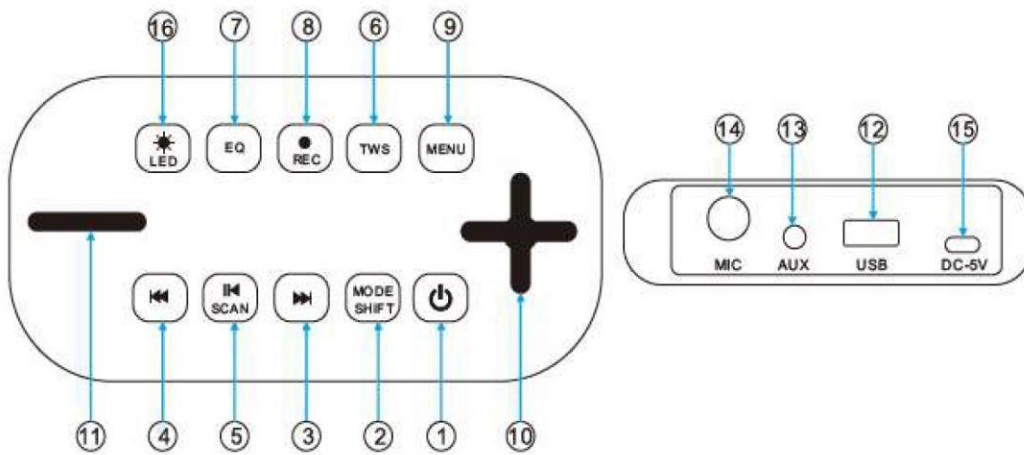 16 7 8 6 9
LED EQ REC TWS MENU
SCAN MODE
SHIFT
11 4 5 3 2 1 10
14 13 12 15
MIC AUX USB DC-5V